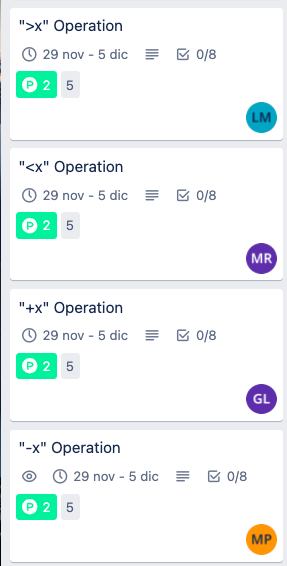 ">x" Operation
29 nov - 5 dic 0/8
P 2 5
LM
"<x" Operation
29 nov - 5 dic 0/8
P 2 5
MR
"+x" Operation
29 nov - 5 dic 0/8
P 2 5
GL
"-x" Operation
29 nov - 5 dic 0/8
P 2 5
MP